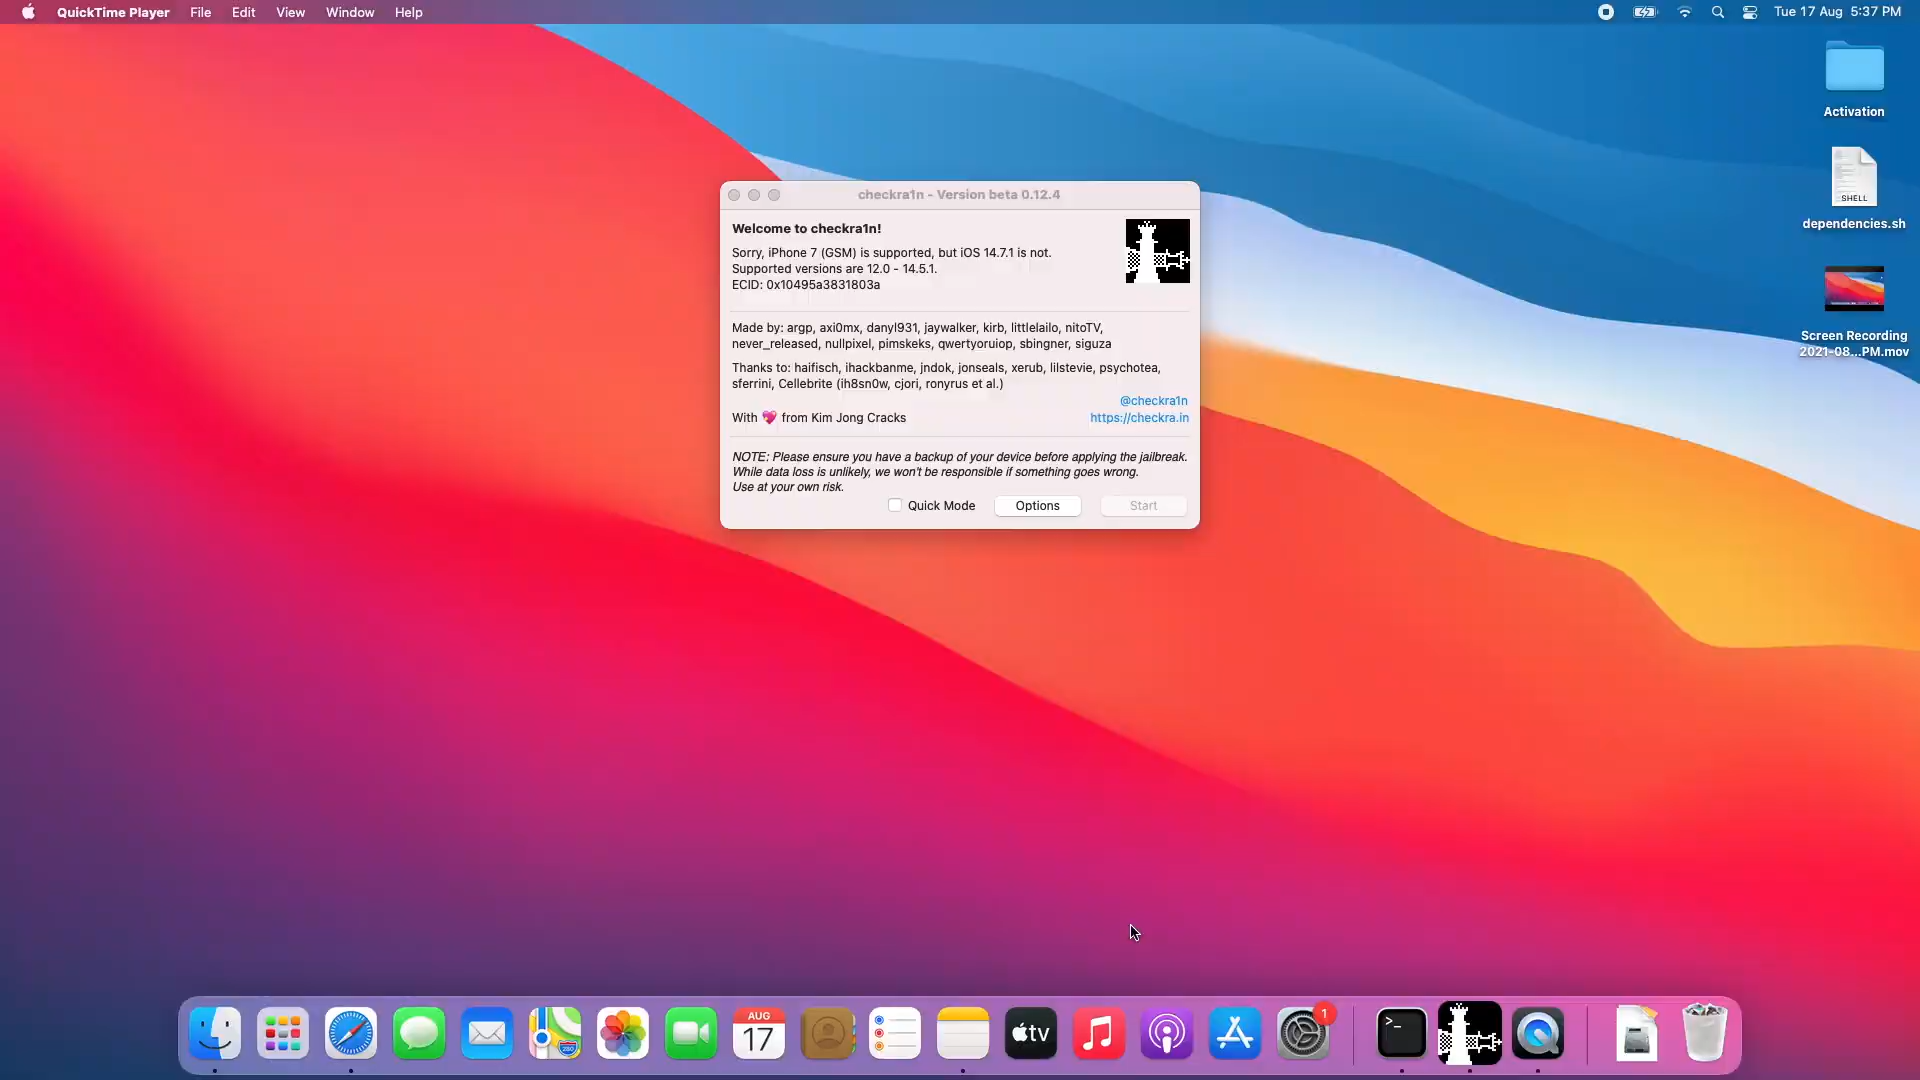 QuickTime Player File Edit View Window Help
Tue 17 Aug 5:37 PM
Activation
SHELL
dependencies.sh
Screen Recording
2021-08...PM.mov
checkra1n - Version beta 0.12.4
Welcome to checkra1n!
Sorry, iPhone 7 (GSM) is supported, but iOS 14.7.1 is not.
Supported versions are 12.0 - 14.5.1.
ECID: 0x10495a3831803a
Made by: argp, axi0mx, danyl931, jaywalker, kirb, littlelailo, nitoTV,
never_released, nullpixel, pimskeks, qwertyoruiop, sbingner, siguza
Thanks to: haifisch, ihackbanme, jndok, jonseals, xerub, lilstevie, psychotea,
sferrini, Cellebrite (ih8sn0w, cjori, ronyrus et al.)
@checkra1n
With 💖 from Kim Jong Cracks
https://checkra.in
NOTE: Please ensure you have a backup of your device before applying the jailbreak.
While data loss is unlikely, we won't be responsible if something goes wrong.
Use at your own risk.
Quick Mode Options Start
280
AUG
17
tv
1
>_